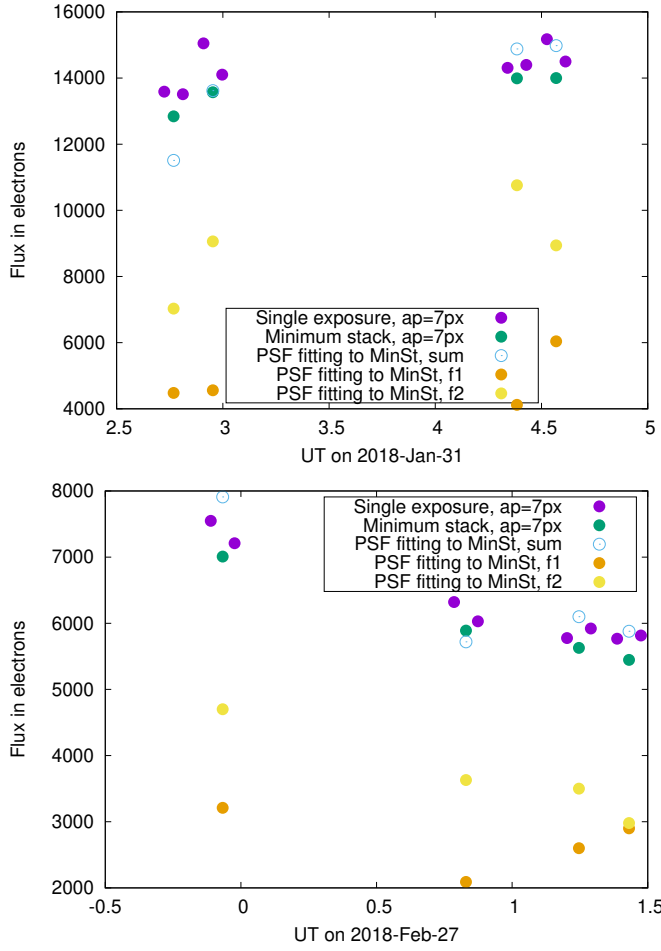 16000
14000
12000
10000
8000
6000
4000
Flux in electrons
Single exposure, ap=7px
Minimum stack, ap=7px
PSF fitting to MinSt, sum
PSF fitting to MinSt, f1
PSF fitting to MinSt, f2
2.5 3 4 4.5 5
UT on 2018-Jan-31
8000
7000
6000
5000
4000
3000
2000
Flux in electrons
Single exposure, ap=7px
Minimum stack, ap=7px
PSF fitting to MinSt, sum
PSF fitting to MinSt, f1
PSF fitting to MinSt, f2
-0.5 0 0.5 1 1.5
UT on 2018-Feb-27